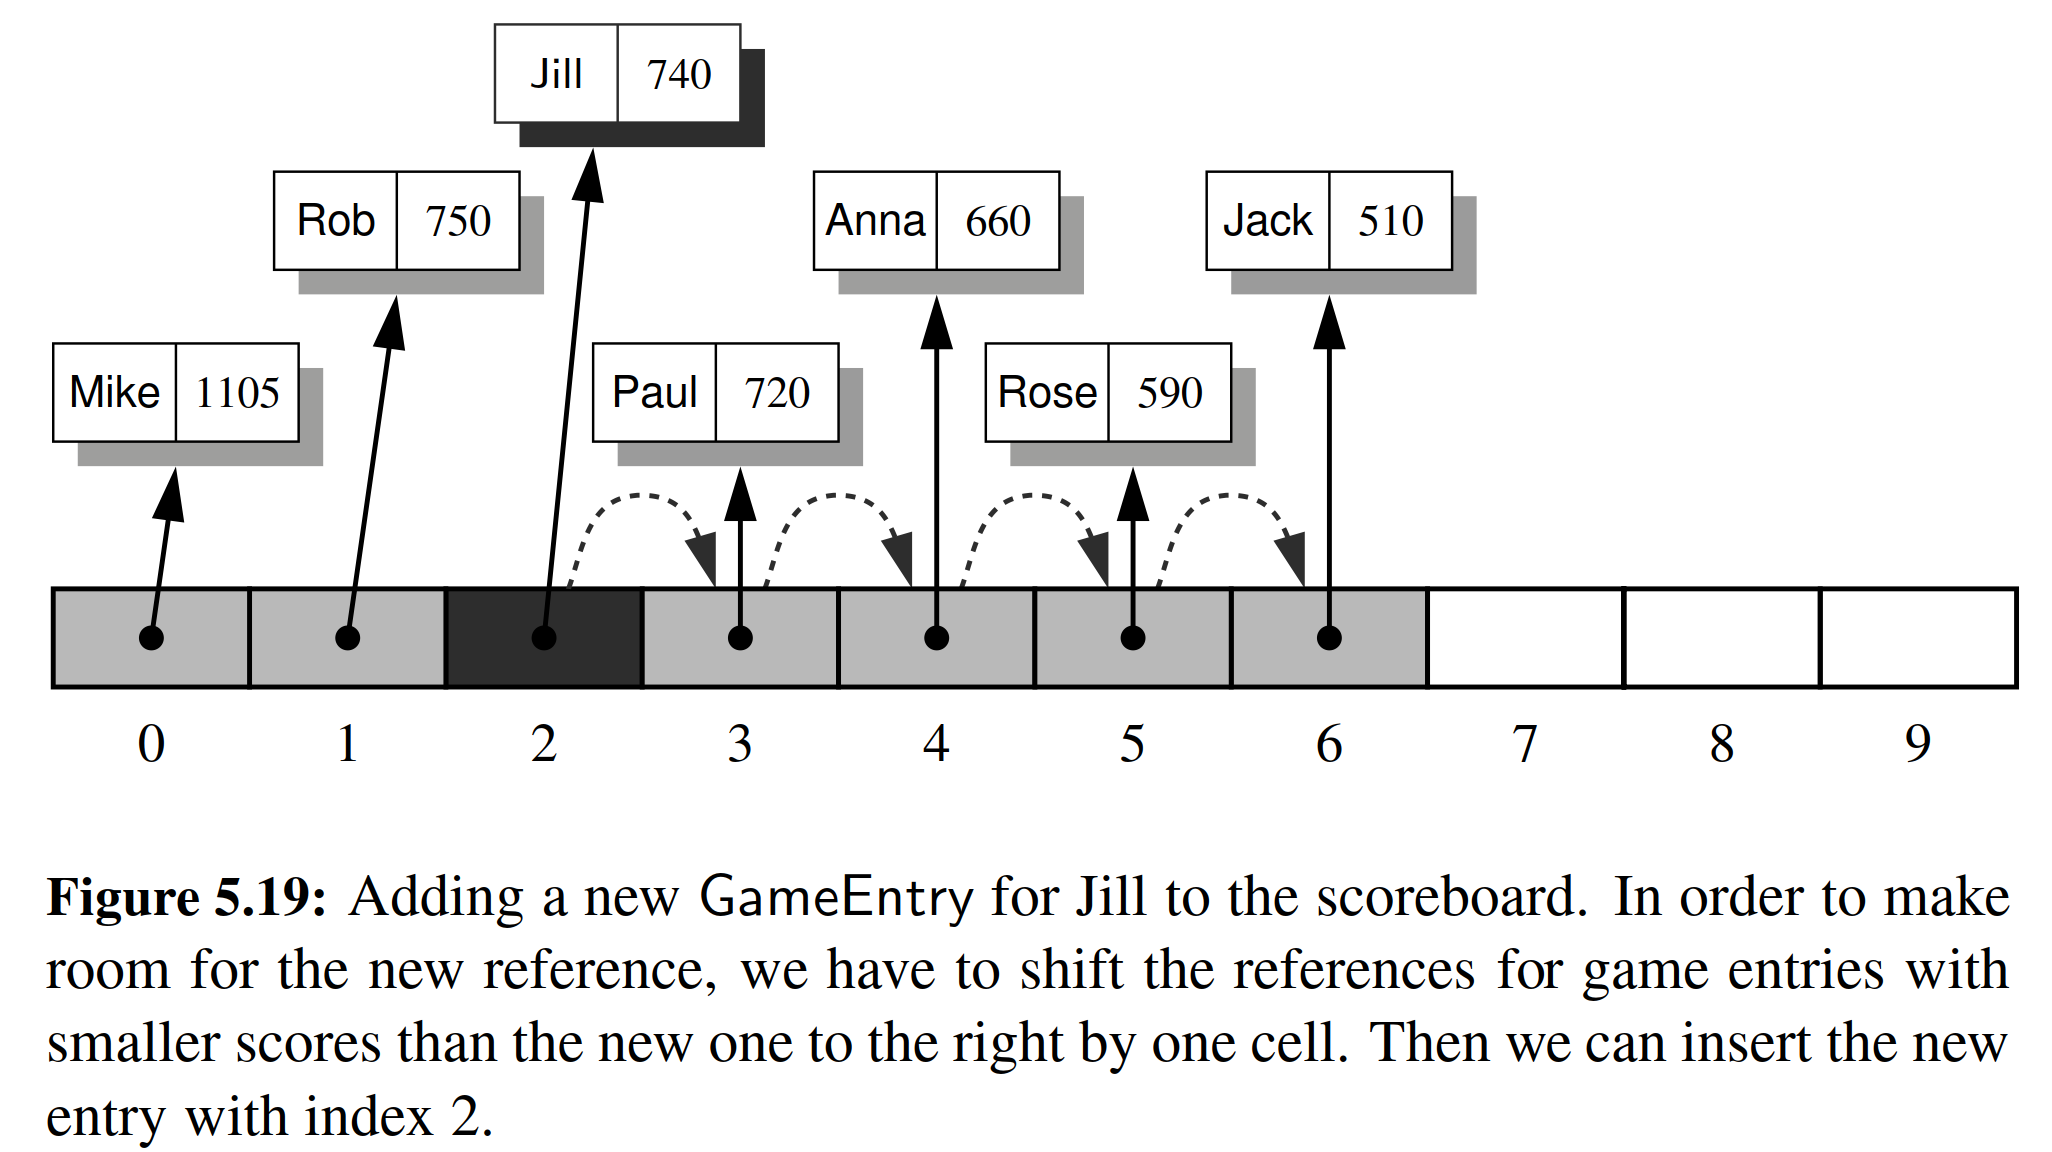 Jill 740
Rob 750
Anna 660
Jack 510
Mike 1105
Paul 720
Rose 590
0 1 2 3 4 5 6 7 8 9
Figure 5.19: Adding a new GameEntry for Jill to the scoreboard. In order to make
room for the new reference, we have to shift the references for game entries with
smaller scores than the new one to the right by one cell. Then we can insert the new
entry with index 2.